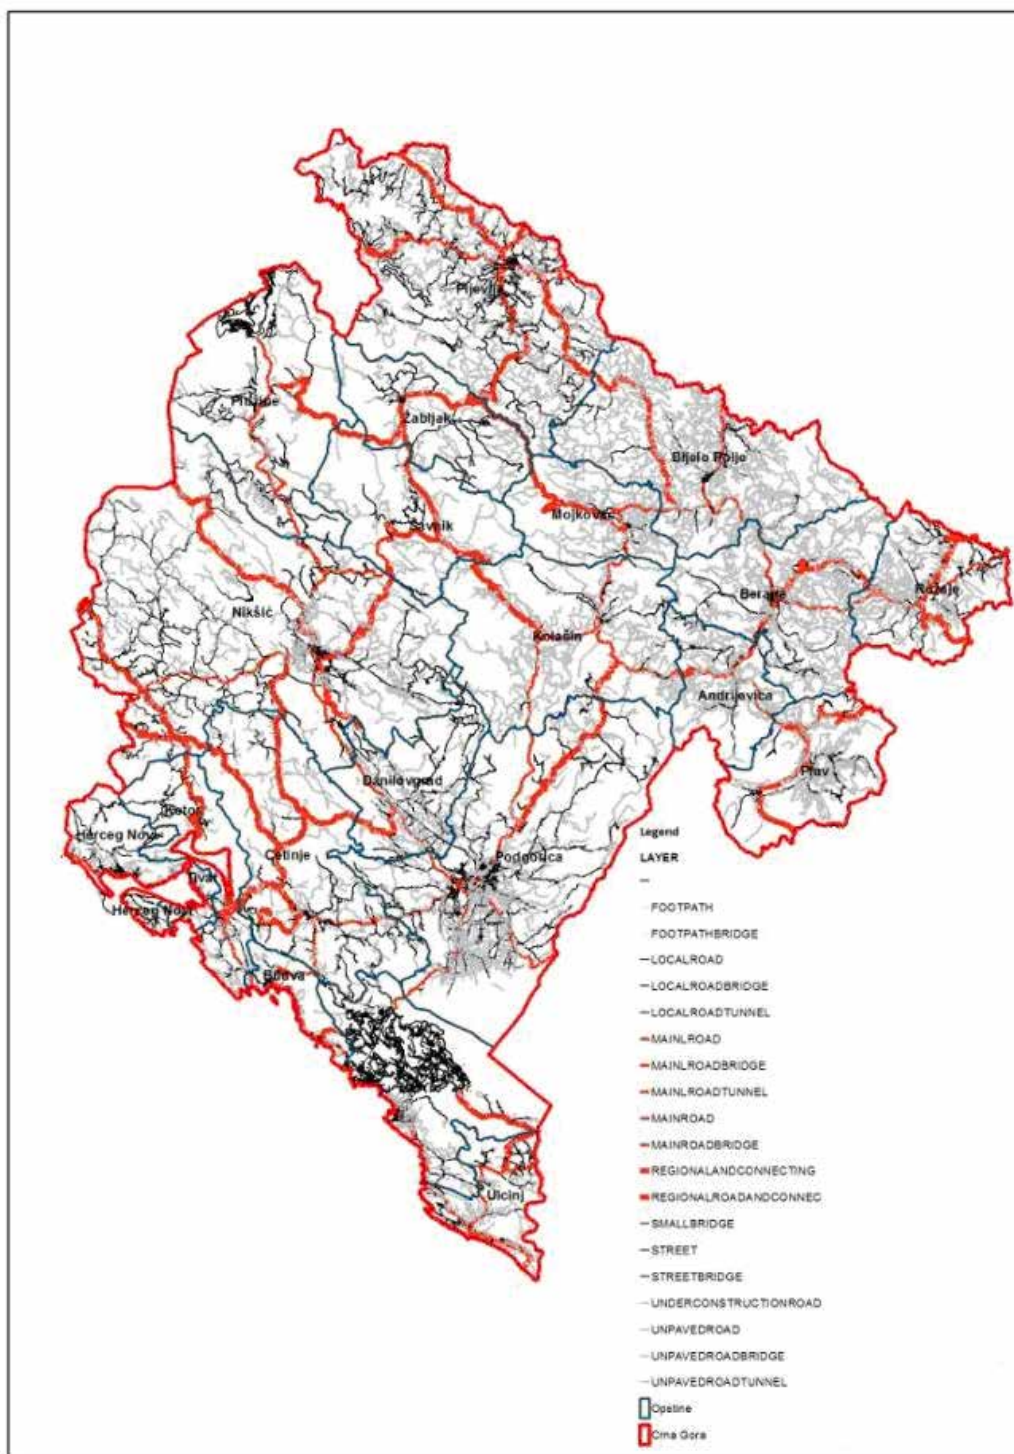 Pljevlja
Plužine
Žabljak
Bijelo Polje
Mojkovac
Šavnik
Berane
Rožaje
Nikšić
Kolašin
Andrijevica
Plav
Danilovgrad
Kotor
Herceg Novi
Cetinje
Podgorica
Tivat
Herceg Novi
Budva
Ulcinj
Legend
LAYER
FOOTPATH
FOOTPATHBRIDGE
LOCALROAD
LOCALROADBRIDGE
LOCALROADTUNNEL
MAINLROAD
MAINLROADBRIDGE
MAINLROADTUNNEL
MAINROAD
MAINROADBRIDGE
REGIONALANDCONNECTING
REGIONALROADANDCONNEC
SMALLBRIDGE
STREET
STREETBRIDGE
UNDERCONSTRUCTIONROAD
UNPAVEDROAD
UNPAVEDROADBRIDGE
UNPAVEDROADTUNNEL
Opstine
Crna Gora